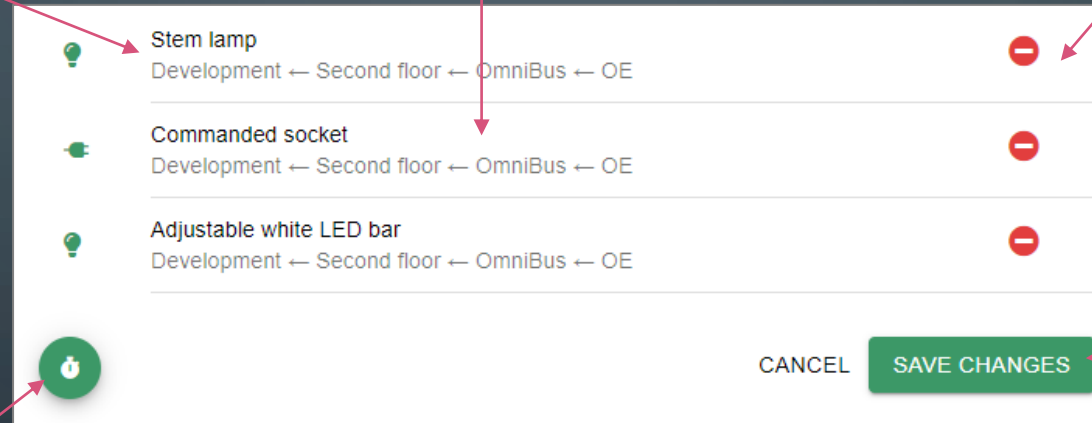 Stem lamp
Development ← Second floor ← OmniBus ← OE
Commanded socket
Development ← Second floor ← OmniBus ← OE
Adjustable white LED bar
Development ← Second floor ← OmniBus ← OE
CANCEL SAVE CHANGES